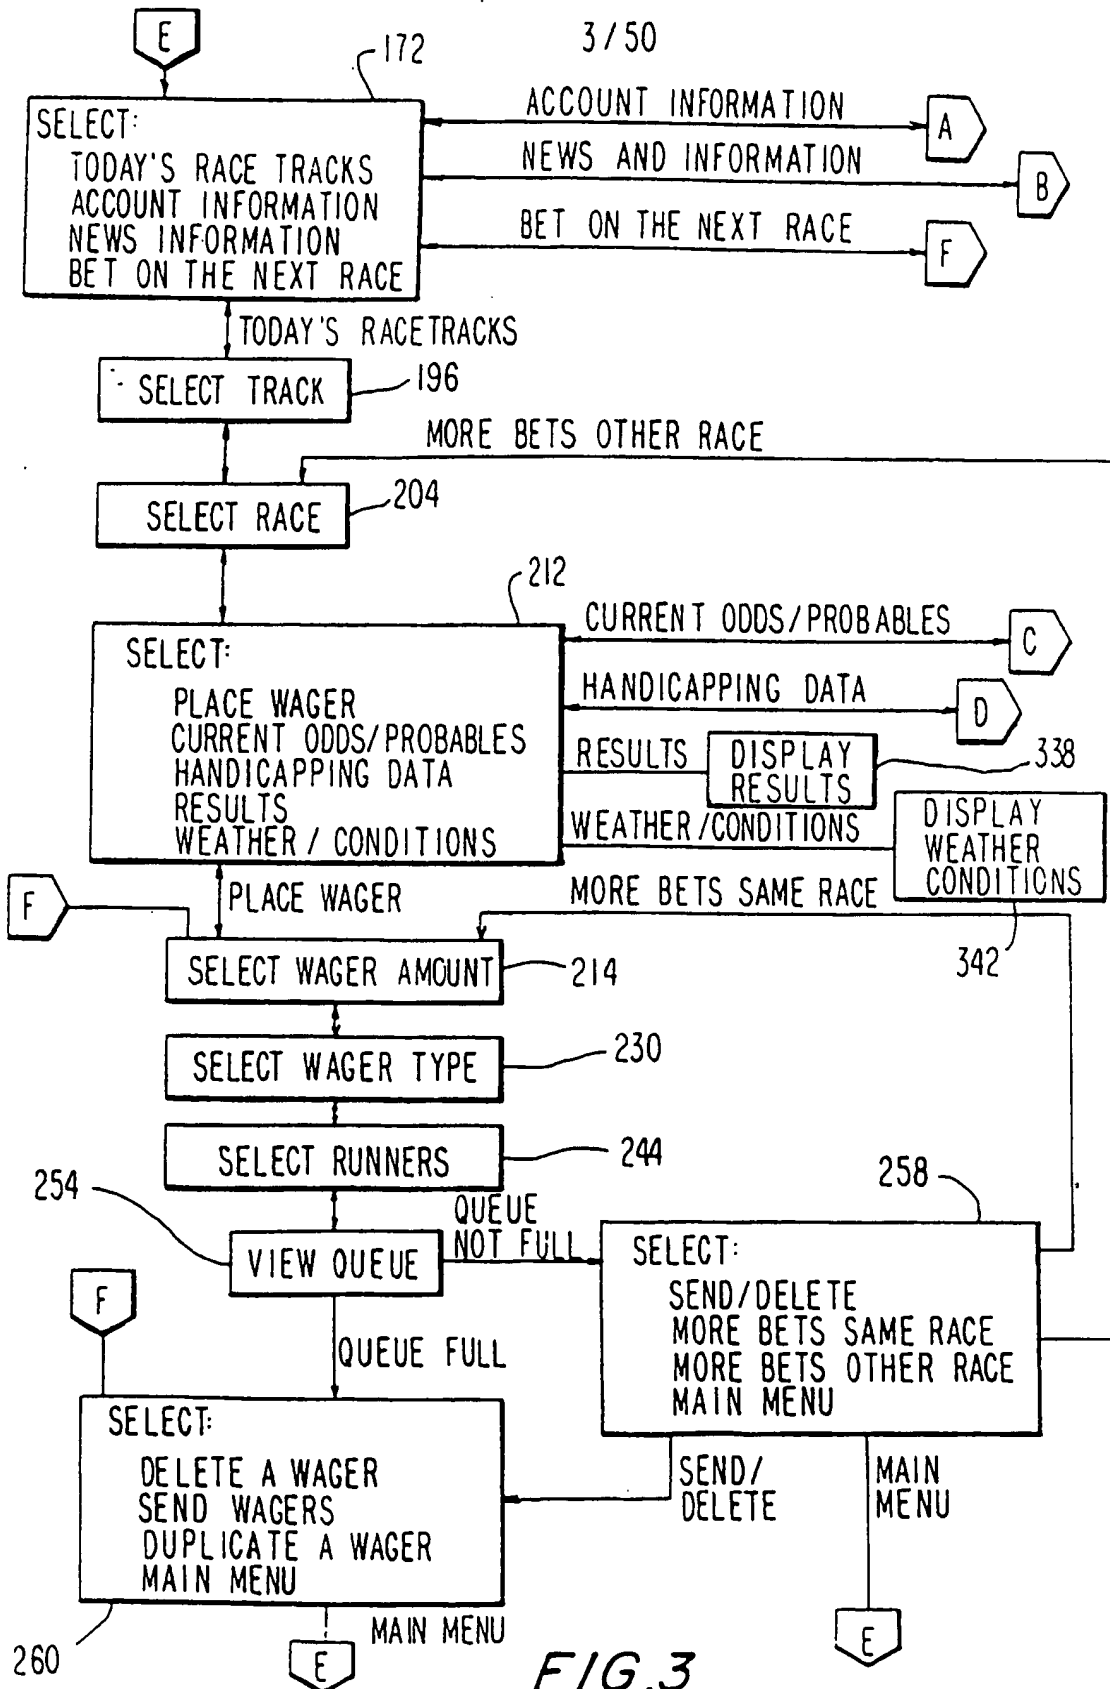 3/50
E
172
SELECT:
TODAY'S RACE TRACKS
ACCOUNT INFORMATION
NEWS INFORMATION
BET ON THE NEXT RACE
ACCOUNT INFORMATION
A
NEWS AND INFORMATION
B
BET ON THE NEXT RACE
F
TODAY'S RACETRACKS
SELECT TRACK
196
MORE BETS OTHER RACE
SELECT RACE
204
212
SELECT:
PLACE WAGER
CURRENT ODDS/PROBABLES
HANDICAPPING DATA
RESULTS
WEATHER / CONDITIONS
CURRENT ODDS/PROBABLES
C
HANDICAPPING DATA
D
RESULTS
DISPLAY
RESULTS
338
WEATHER/CONDITIONS
DISPLAY
WEATHER
CONDITIONS
342
F
PLACE WAGER
MORE BETS SAME RACE
SELECT WAGER AMOUNT
214
SELECT WAGER TYPE
230
SELECT RUNNERS
244
254
VIEW QUEUE
QUEUE
NOT FULL
258
SELECT:
SEND/DELETE
MORE BETS SAME RACE
MORE BETS OTHER RACE
MAIN MENU
F
QUEUE FULL
SELECT:
DELETE A WAGER
SEND WAGERS
DUPLICATE A WAGER
MAIN MENU
SEND/
DELETE
MAIN
MENU
260
MAIN MENU
E
E
FIG.3